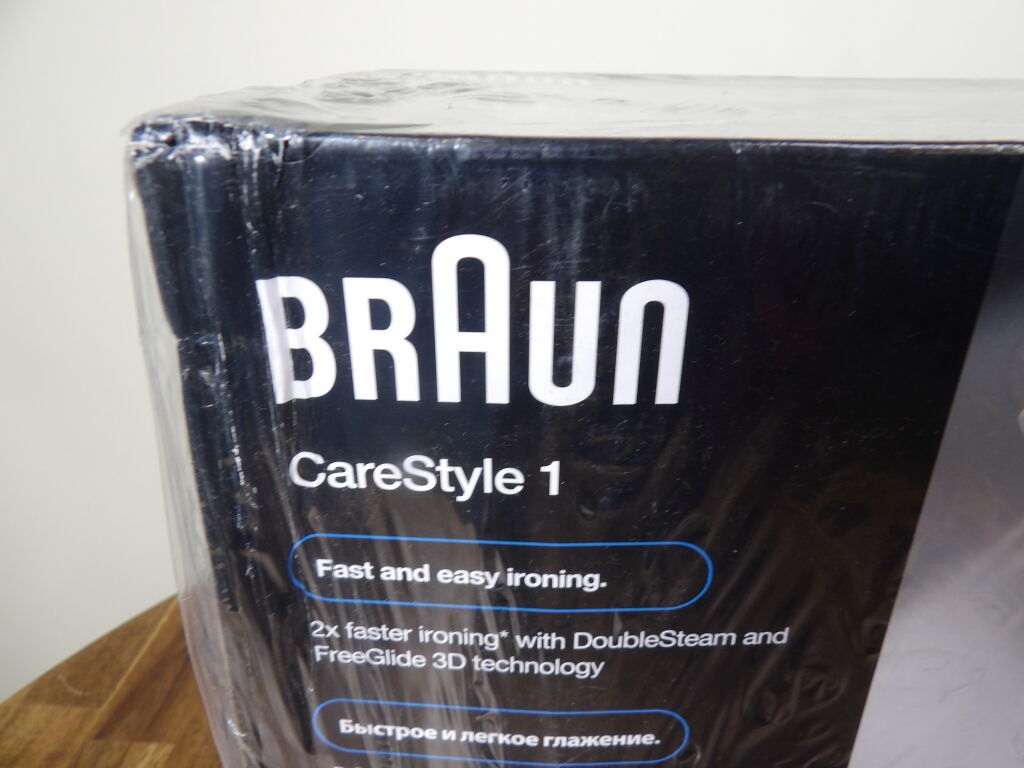 BRAUN
CareStyle 1
Fast and easy ironing.
2x faster ironing* with DoubleSteam and
FreeGlide 3D technology
Быстрое и легкое глажение.